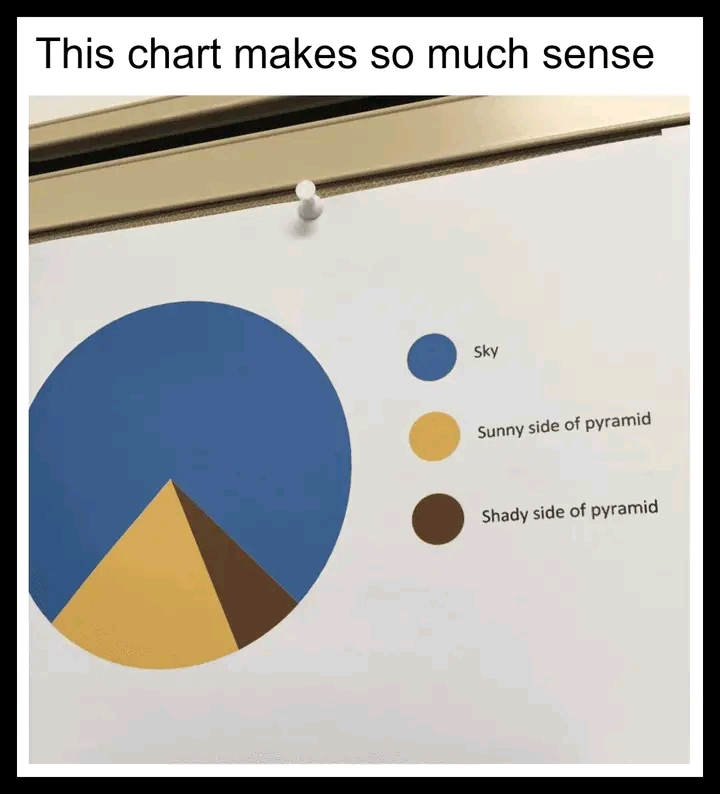 This chart makes so much sense
Sky
Sunny side of pyramid
Shady side of pyramid